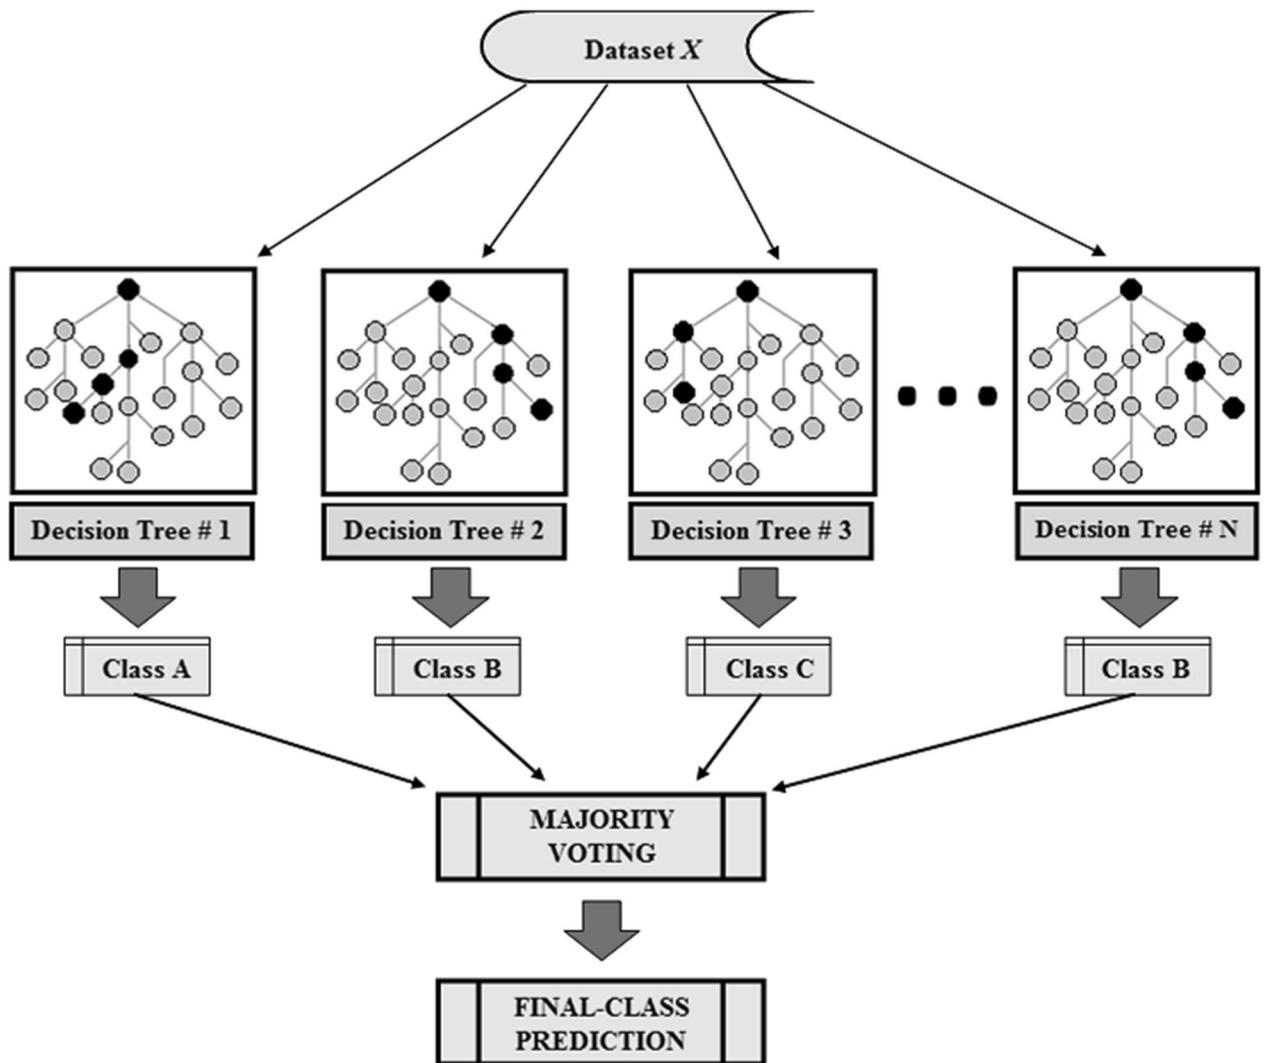 Dataset X
Decision Tree # 1
Decision Tree # 2
Decision Tree # 3
Decision Tree # N
Class A
Class B
Class C
Class B
MAJORITY
VOTING
FINAL-CLASS
PREDICTION